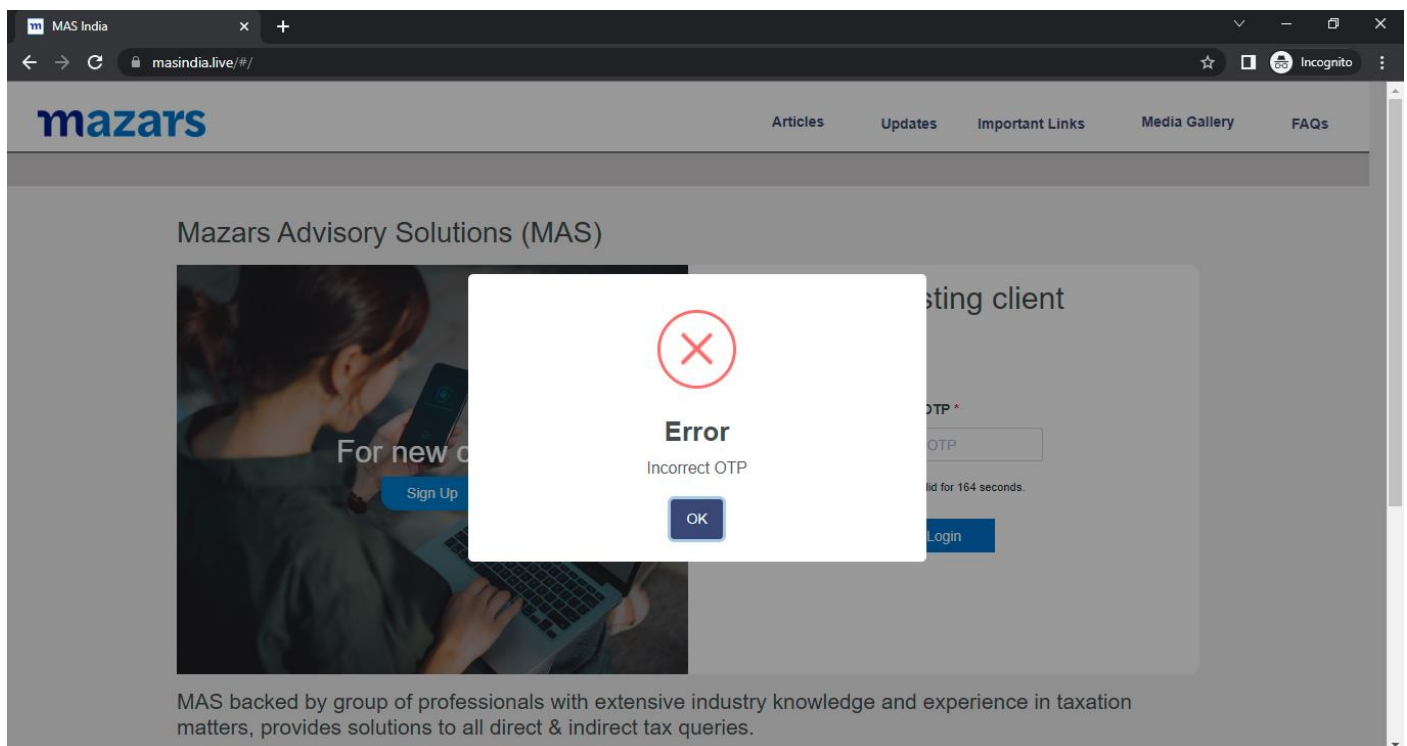 m MAS India
masindia.live/#/
Incognito
mazars
Articles Updates Important Links Media Gallery FAQs
Mazars Advisory Solutions (MAS)
sting client
Error
Incorrect OTP
OK
OTP *
OTP
For new c
Sign Up
lid for 164 seconds.
Login
MAS backed by group of professionals with extensive industry knowledge and experience in taxation
matters, provides solutions to all direct & indirect tax queries.